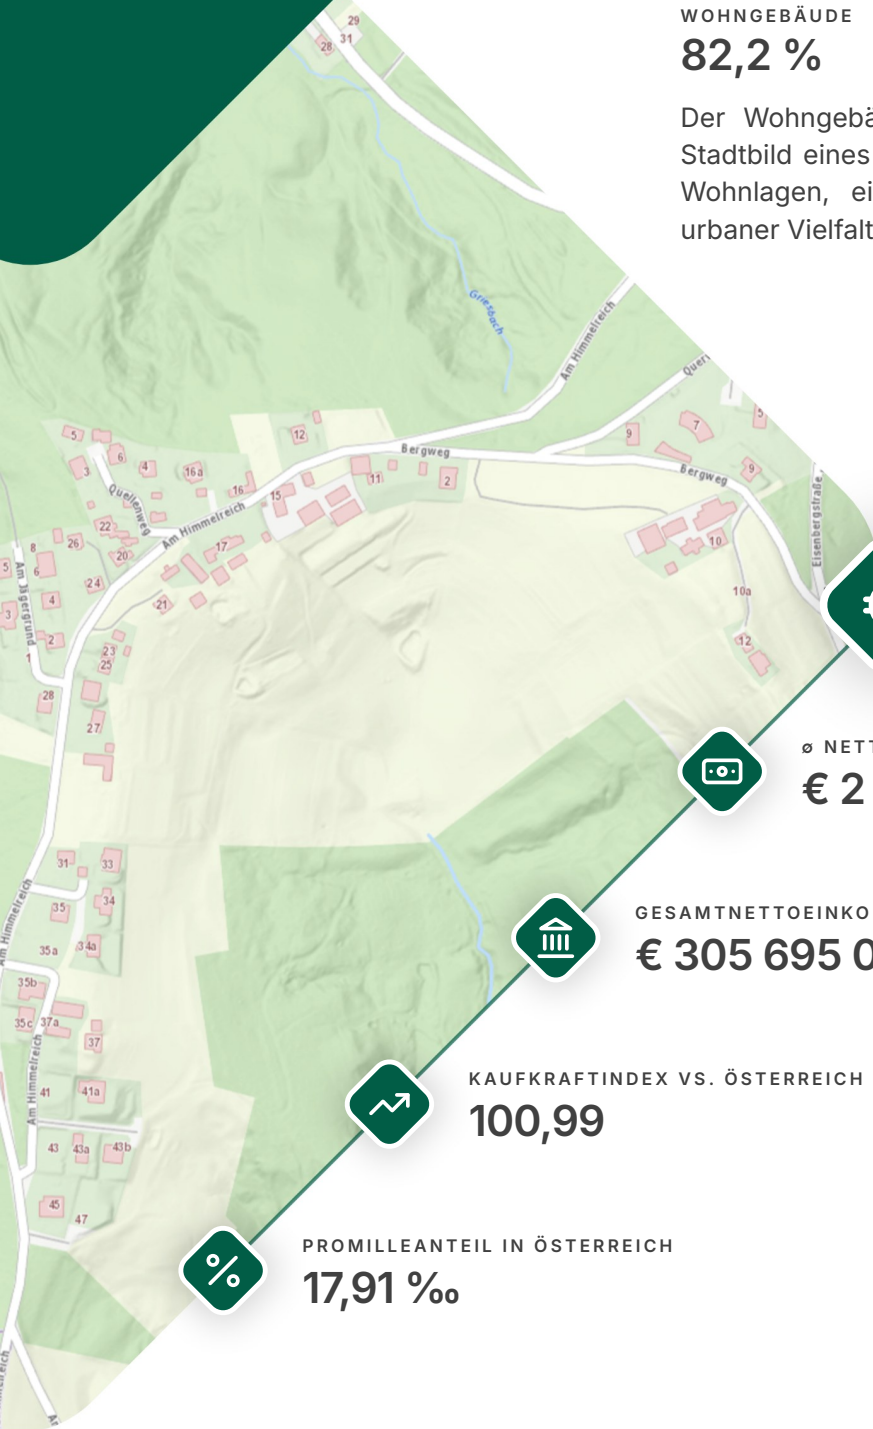 WOHNGEBÄUDE
82,2 %
Der Wohngebä
Stadtbild eines
Wohnlagen, ei
urbaner Vielfalt
29
31
28
Griesbach
Am Himmelreich
Quer
5
7
9
12
Bergweg
11
2
Bergweg
9
5
3
6
4
16a
16
15
Quellenweg
Am Himmelreich
Eisenbergstraße
22
26
20
17
10
8
5
6
Am Jägergrund
24
4
3
21
10a
2
1
23
25
12
28
27
Ø NETT
€ 2
31
33
35
34
Am Himmelreich
35a
34a
GESAMTNETTOEINKO
€ 305 695 0
35b
35c
37a
37
Am Himmelreich
41
41a
KAUFKRAFTINDEX VS. ÖSTERREICH
100,99
43
43a
43b
45
47
PROMILLEANTEIL IN ÖSTERREICH
17,91 ‰